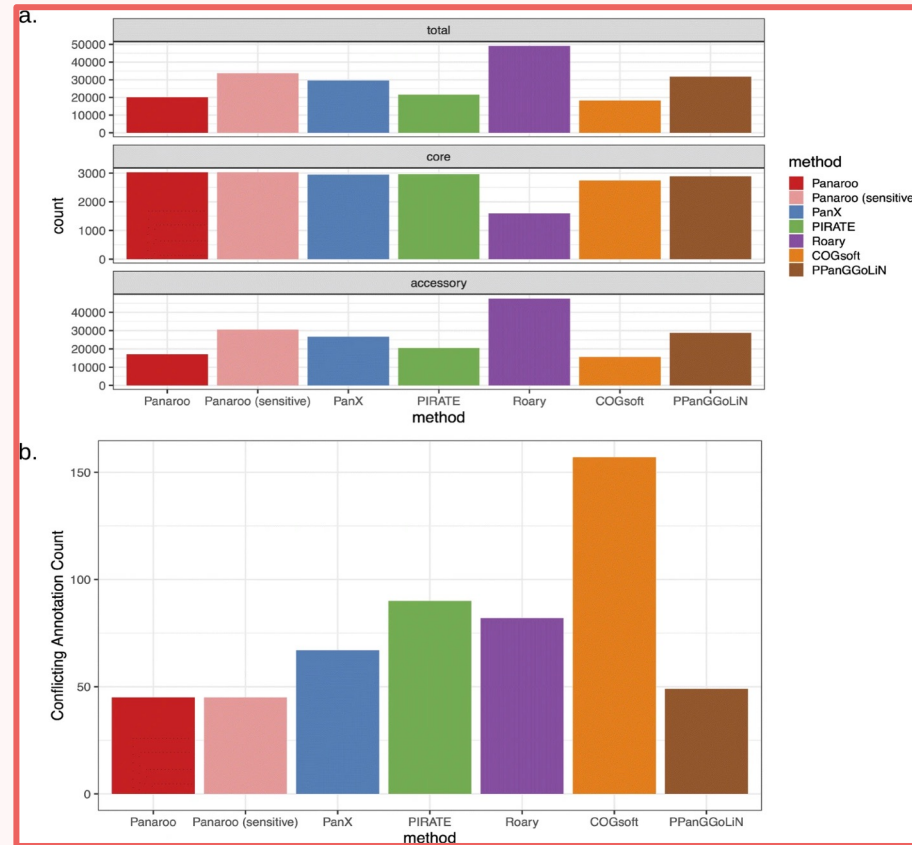 a.
total
50000
40000
30000
20000
10000
0
core
3000
2000
1000
0
accessory
40000
30000
20000
10000
0
count
Panaroo Panaroo (sensitive) PanX PIRATE Roary COGsoft PPanGGoLiN
method
method
Panaroo
Panaroo (sensitive
PanX
PIRATE
Roary
COGsoft
PPanGGoLiN
b.
150
100
50
0
Conflicting Annotation Count
Panaroo Panaroo (sensitive) PanX PIRATE Roary COGsoft PPanGGoLiN
method